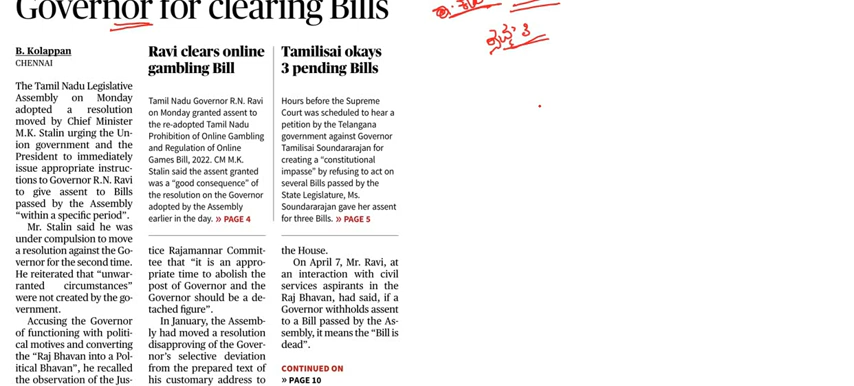 Governor for clearing Bills
B. Kolappan
CHENNAI
The Tamil Nadu Legislative
Assembly on Monday
adopted a resolution
moved by Chief Minister
M.K. Stalin urging the Un-
ion government and the
President to immediately
issue appropriate instruc-
tions to Governor R.N. Ravi
to give assent to Bills
passed by the Assembly
“within a specific period”.
Mr. Stalin said he was
under compulsion to move
a resolution against the Go-
vernor for the second time.
He reiterated that “unwar-
ranted circumstances”
were not created by the go-
vernment.
Accusing the Governor
of functioning with politi-
cal motives and converting
the “Raj Bhavan into a Pol-
itical Bhavan”, he recalled
the observation of the Jus-
Ravi clears online
gambling Bill
Tamil Nadu Governor R.N. Ravi
on Monday granted assent to
the re-adopted Tamil Nadu
Prohibition of Online Gambling
and Regulation of Online
Games Bill, 2022. CM M.K.
Stalin said the assent granted
was a “good consequence” of
the resolution on the Governor
adopted by the Assembly
earlier in the day. » PAGE 4
Tamilisai okays
3 pending Bills
Hours before the Supreme
Court was scheduled to hear a
petition by the Telangana
government against Governor
Tamilisai Soundararajan for
creating a “constitutional
impasse” by refusing to act on
several Bills passed by the
State Legislature, Ms.
Soundararajan gave her assent
for three Bills. » PAGE 5
tice Rajamannar Commit-
tee that “it is an appro-
priate time to abolish the
post of Governor and the
Governor should be a de-
tached figure”.
In January, the Assemb-
ly had moved a resolution
disapproving of the Gover-
nor’s selective deviation
from the prepared text of
his customary address to
the House.
On April 7, Mr. Ravi, at
an interaction with civil
services aspirants in the
Raj Bhavan, had said, if a
Governor withholds assent
to a Bill passed by the As-
sembly, it means the “Bill is
dead”.
CONTINUED ON
» PAGE 10